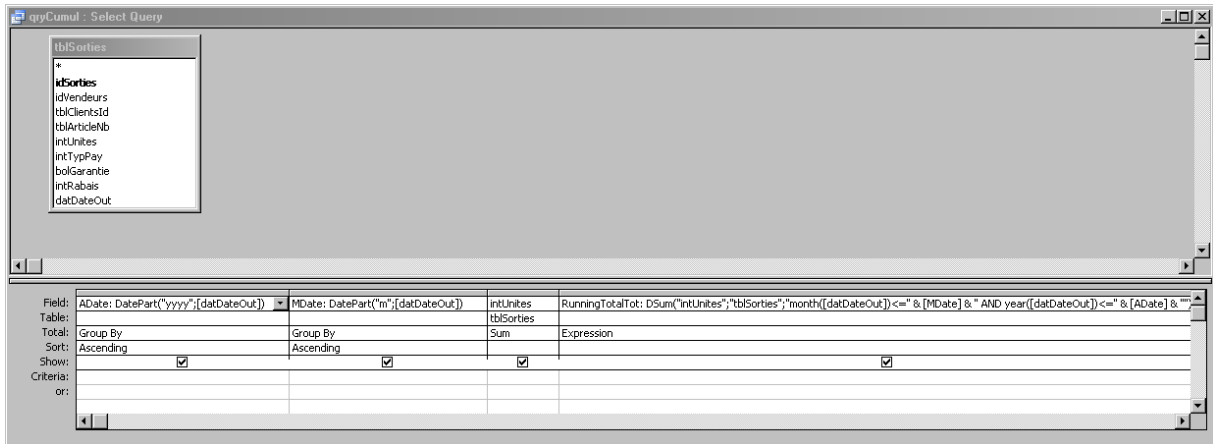 qryCumul : Select Query
tblSorties
*
idSorties
idVendeurs
tblClientsId
tblArticleNb
intUnites
intTypPay
bolGarantie
intRabais
datDateOut
Field: ADate: DatePart("yyyy";[datDateOut]) MDate: DatePart("m";[datDateOut]) intUnites RunningTotalTot: DSum("intUnites";"tblSorties";"month([datDateOut])<=" & [MDate] & " AND year([datDateOut])<=" & [ADate] & ""
Table: tblSorties
Total: Group By Group By Sum Expression
Sort: Ascending Ascending
Show:
Criteria:
or: